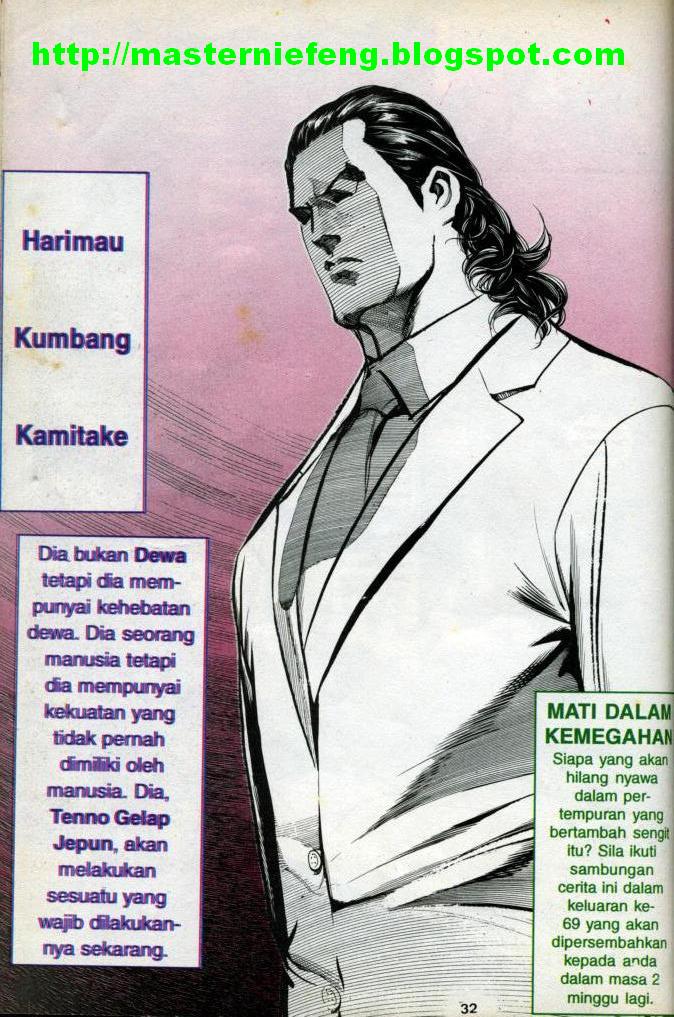 http://masterniefeng.blogspot.com
Harimau
Kumbang
Kamitake
Dia bukan Dewa
tetapi dia mem-
punyai kehebatan
dewa. Dia seorang
manusia tetapi
dia mempunyai
kekuatan yang
tidak pernah
dimiliki oleh
manusia. Dia,
Tenno Gelap
Jepun, akan
melakukan
sesuatu yang
wajib dilakukan-
nya sekarang.
MATI DALAM
KEMEGAHAN
Siapa yang akan
hilang nyawa
dalam per-
tempuran yang
bertambah sengit
itu? Sila ikuti
sambungan
cerita ini dalam
keluaran ke-
69 yang akan
dipersembahkan
kepada anda
dalam masa 2
minggu lagi.
32